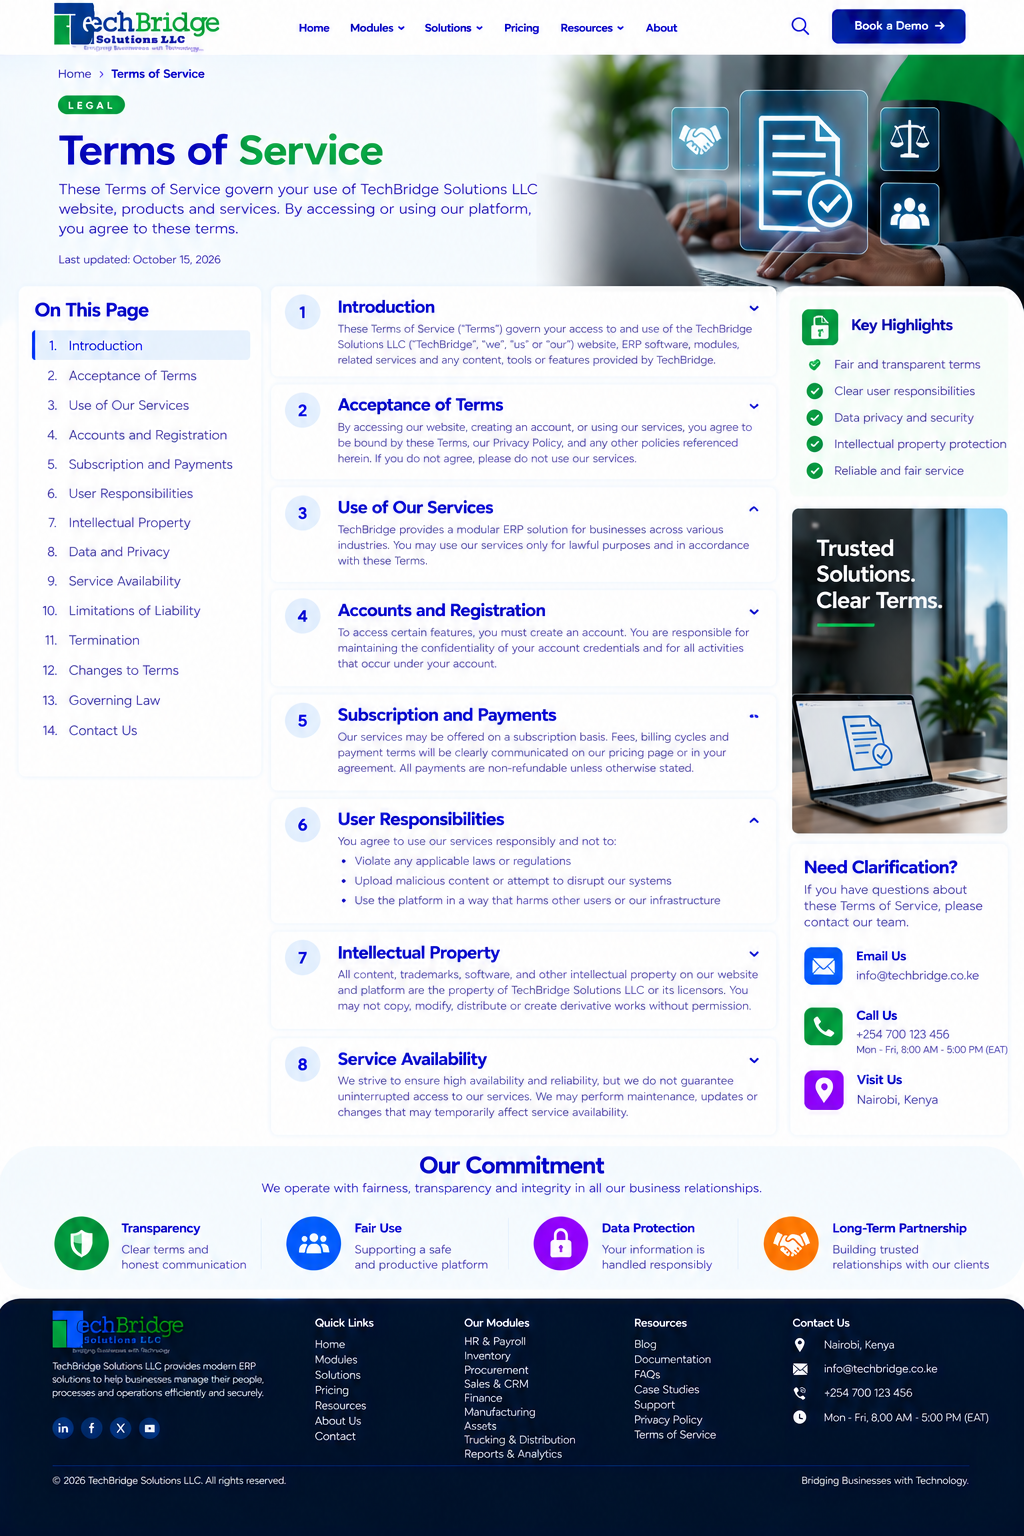 TechBridge
Solutions LLC
Bridging Businesses with Technology...
Home
Modules
Solutions
Pricing
Resources
About
Book a Demo →
Home > Terms of Service
LEGAL
Terms of Service
These Terms of Service govern your use of TechBridge Solutions LLC
website, products and services. By accessing or using our platform,
you agree to these terms.
Last updated: October 15, 2026
On This Page
1. Introduction
2. Acceptance of Terms
3. Use of Our Services
4. Accounts and Registration
5. Subscription and Payments
6. User Responsibilities
7. Intellectual Property
8. Data and Privacy
9. Service Availability
10. Limitations of Liability
11. Termination
12. Changes to Terms
13. Governing Law
14. Contact Us
1
Introduction
These Terms of Service ("Terms") govern your access to and use of the TechBridge
Solutions LLC ("TechBridge", "we", "us" or "our") website, ERP software, modules,
related services and any content, tools or features provided by TechBridge.
2
Acceptance of Terms
By accessing our website, creating an account, or using our services, you agree to
be bound by these Terms, our Privacy Policy, and any other policies referenced
herein. If you do not agree, please do not use our services.
3
Use of Our Services
TechBridge provides a modular ERP solution for businesses across various
industries. You may use our services only for lawful purposes and in accordance
with these Terms.
4
Accounts and Registration
To access certain features, you must create an account. You are responsible for
maintaining the confidentiality of your account credentials and for all activities
that occur under your account.
5
Subscription and Payments
Our services may be offered on a subscription basis. Fees, billing cycles and
payment terms will be clearly communicated on our pricing page or in your
agreement. All payments are non-refundable unless otherwise stated.
6
User Responsibilities
You agree to use our services responsibly and not to:
• Violate any applicable laws or regulations
• Upload malicious content or attempt to disrupt our systems
• Use the platform in a way that harms other users or our infrastructure
7
Intellectual Property
All content, trademarks, software, and other intellectual property on our website
and platform are the property of TechBridge Solutions LLC or its licensors. You
may not copy, modify, distribute or create derivative works without permission.
8
Service Availability
We strive to ensure high availability and reliability, but we do not guarantee
uninterrupted access to our services. We may perform maintenance, updates or
changes that may temporarily affect service availability.
Key Highlights
Fair and transparent terms
Clear user responsibilities
Data privacy and security
Intellectual property protection
Reliable and fair service
Trusted
Solutions.
Clear Terms.
Need Clarification?
If you have questions about
these Terms of Service, please
contact our team.
Email Us
info@techbridge.co.ke
Call Us
+254 700 123 456
Mon - Fri, 8:00 AM - 5:00 PM (EAT)
Visit Us
Nairobi, Kenya
Our Commitment
We operate with fairness, transparency and integrity in all our business relationships.
Transparency
Clear terms and
honest communication
Fair Use
Supporting a safe
and productive platform
Data Protection
Your information is
handled responsibly
Long-Term Partnership
Building trusted
relationships with our clients
TechBridge
Solutions LLC
Bridging Businesses with Technology
TechBridge Solutions LLC provides modern ERP
solutions to help businesses manage their people,
processes and operations efficiently and securely.
in f X
Quick Links
Home
Modules
Solutions
Pricing
Resources
About Us
Contact
Our Modules
HR & Payroll
Inventory
Procurement
Sales & CRM
Finance
Manufacturing
Assets
Trucking & Distribution
Reports & Analytics
Resources
Blog
Documentation
FAQs
Case Studies
Support
Privacy Policy
Terms of Service
Contact Us
Nairobi, Kenya
info@techbridge.co.ke
+254 700 123 456
Mon - Fri, 8,00 AM - 5:00 PM (EAT)
© 2026 TechBridge Solutions LLC. All rights reserved.
Bridging Businesses with Technology.